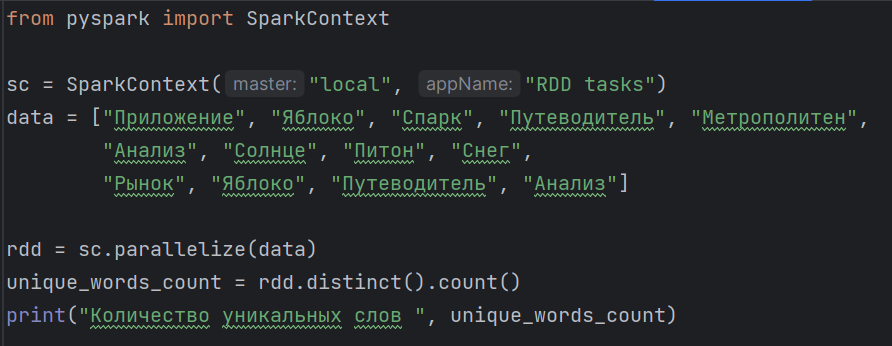 from pyspark import SparkContext
sc = SparkContext(master: "local", appName: "RDD tasks")
data = ["Приложение", "Яблоко", "Спарк", "Путеводитель", "Метрополитен",
"Анализ", "Солнце", "Питон", "Снег",
"Рынок", "Яблоко", "Путеводитель", "Анализ"]
rdd = sc.parallelize(data)
unique_words_count = rdd.distinct().count()
print("Количество уникальных слов ", unique_words_count)